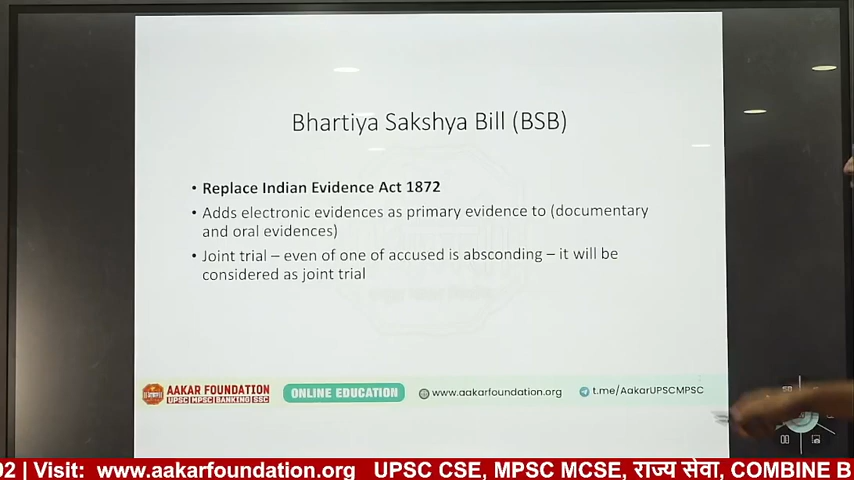 Bhartiya Sakshya Bill (BSB)
• Replace Indian Evidence Act 1872
• Adds electronic evidences as primary evidence to (documentary
and oral evidences)
• Joint trial – even of one of accused is absconding – it will be
considered as joint trial
AAKAR FOUNDATION
UPSC | MPSC | BANKING | SSC
ONLINE EDUCATION
www.aakarfoundation.org
t.me/AakarUPSCMPSC
02 | Visit: www.aakarfoundation.org UPSC CSE, MPSC MCSE, राज्य सेवा, COMBINE B